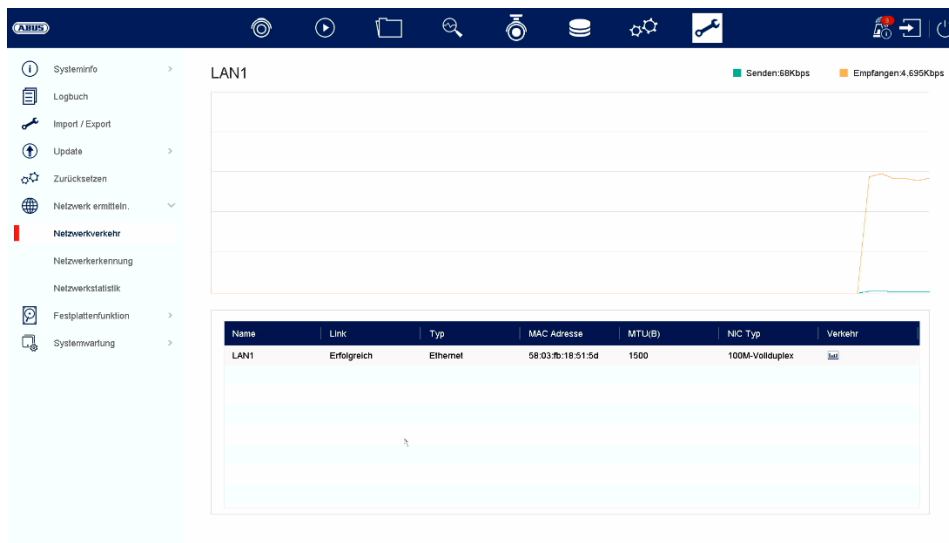 ABUS
3
Systeminfo
Logbuch
Import / Export
Update
Zurücksetzen
Netzwerk ermitteln.
Netzwerkverkehr
Netzwerkerkennung
Netzwerkstatistik
Festplattenfunktion
Systemwartung
LAN1
Senden:68Kbps Empfangen:4,695Kbps
Name Link Typ MAC Adresse MTU(B) NIC Typ Verkehr
LAN1 Erfolgreich Ethernet 58:03:fb:18:51:5d 1500 100M-Vollduplex